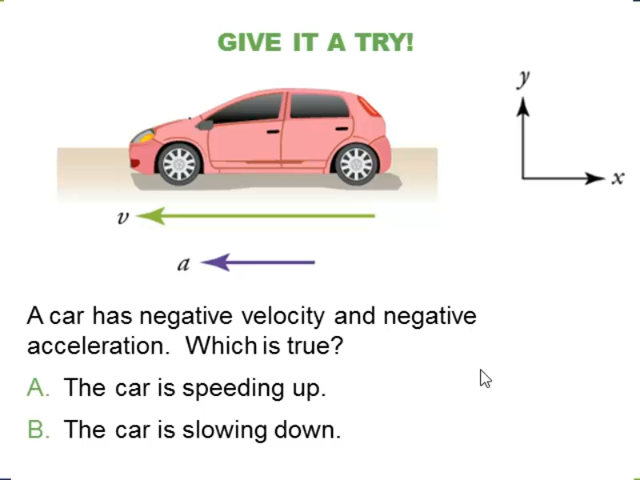 GIVE IT A TRY!
y
x
v
a
A car has negative velocity and negative
acceleration. Which is true?
A. The car is speeding up.
B. The car is slowing down.